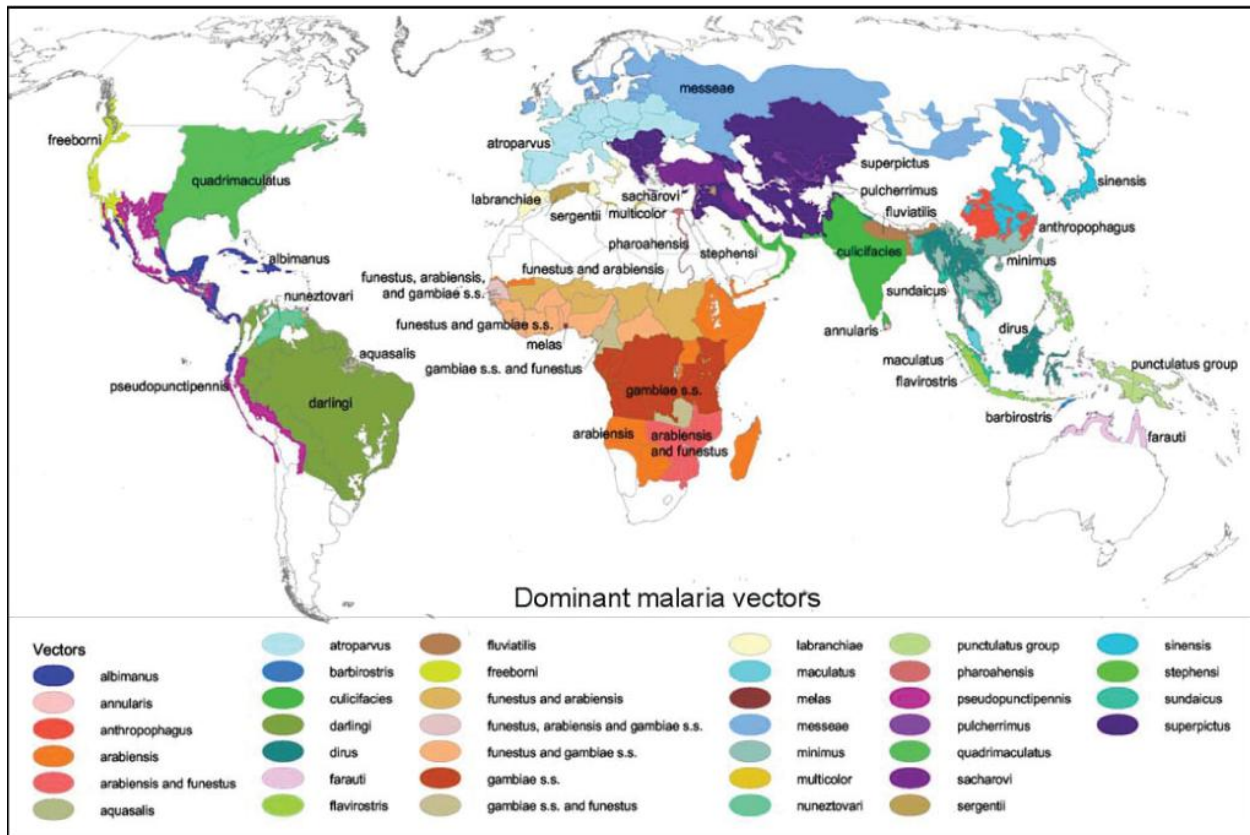 messeae
freeborni
atroparvus
quadrimaculatus
superpictus
labranchiae
sacharovi
pulcherrimus
sinensis
sergentii
multicolor
fluviatilis
anthropophagus
pharoahensis
stephensi
culicifacies
albimanus
funestus and arabiensis
minimus
nuneztovari
funestus, arabiensis,
and gambiae s.s.
sundaicus
funestus and gambiae s.s.
annularis
dirus
melas
aquasalis
maculatus
punctulatus group
gambiae s.s. and funestus
pseudopunctipennis
flavirostris
gambiae s.s.
darlingi
barbirostris
arabiensis
arabiensis
and funestus
farauti
Dominant malaria vectors
Vectors
albimanus
annularis
anthropophagus
arabiensis
arabiensis and funestus
aquasalis
atroparvus
barbirostris
culicifacies
darlingi
dirus
farauti
flavirostris
fluviatilis
freeborni
funestus and arabiensis
funestus, arabiensis and gambiae s.s.
funestus and gambiae s.s.
gambiae s.s.
gambiae s.s. and funestus
labranchiae
maculatus
melas
messeae
minimus
multicolor
nuneztovari
punctulatus group
pharoahensis
pseudopunctipennis
pulcherrimus
quadrimaculatus
sacharovi
sergentii
sinensis
stephensi
sundaicus
superpictus